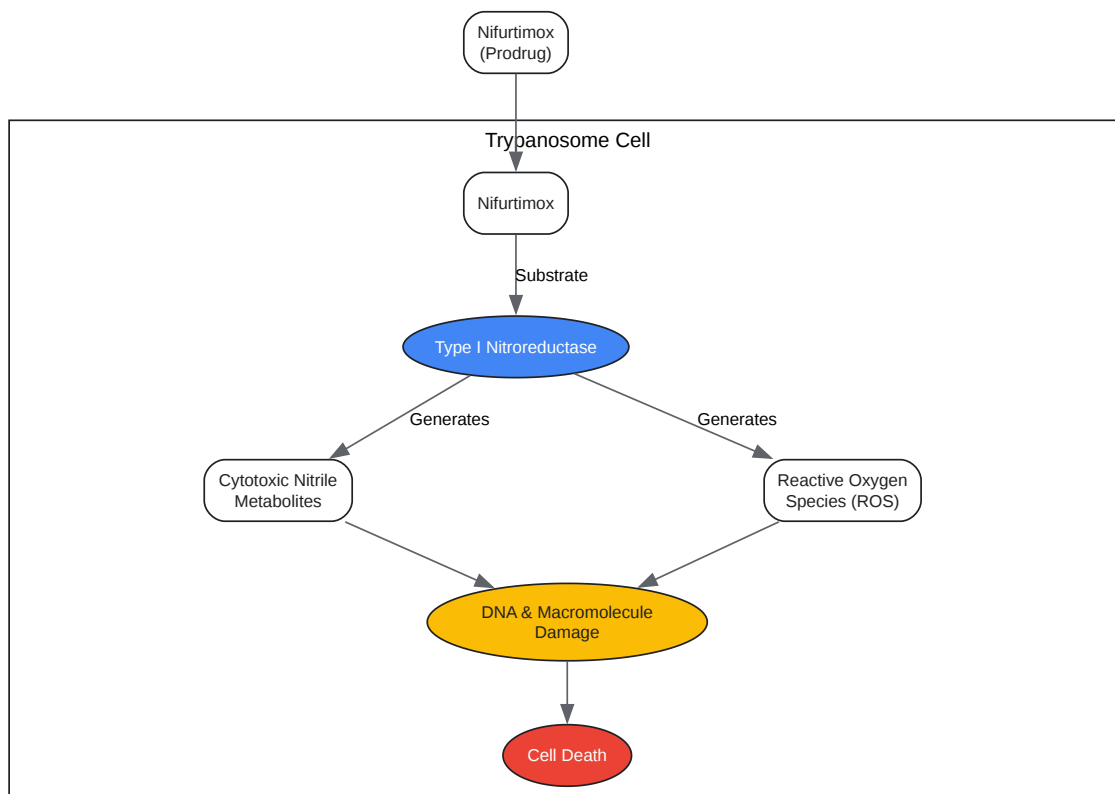 Nifurtimox
(Prodrug)
Trypanosome Cell
Nifurtimox
Substrate
Type I Nitroreductase
Generates
Generates
Cytotoxic Nitrile
Metabolites
Reactive Oxygen
Species (ROS)
DNA & Macromolecule
Damage
Cell Death